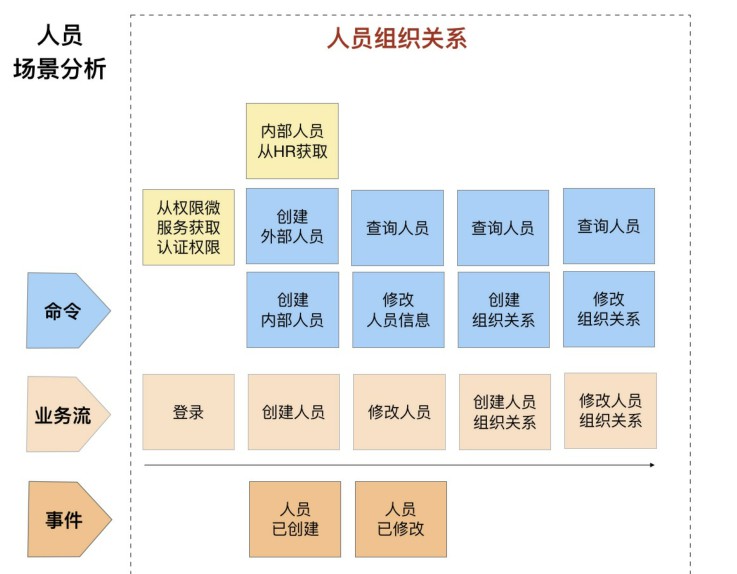 人员
场景分析
人员组织关系
内部人员
从HR获取
从权限微
服务获取
认证权限
创建
外部人员
查询人员
查询人员
查询人员
命令
创建
内部人员
修改
人员信息
创建
组织关系
修改
组织关系
业务流
登录
创建人员
修改人员
创建人员
组织关系
修改人员
组织关系
事件
人员
已创建
人员
已修改